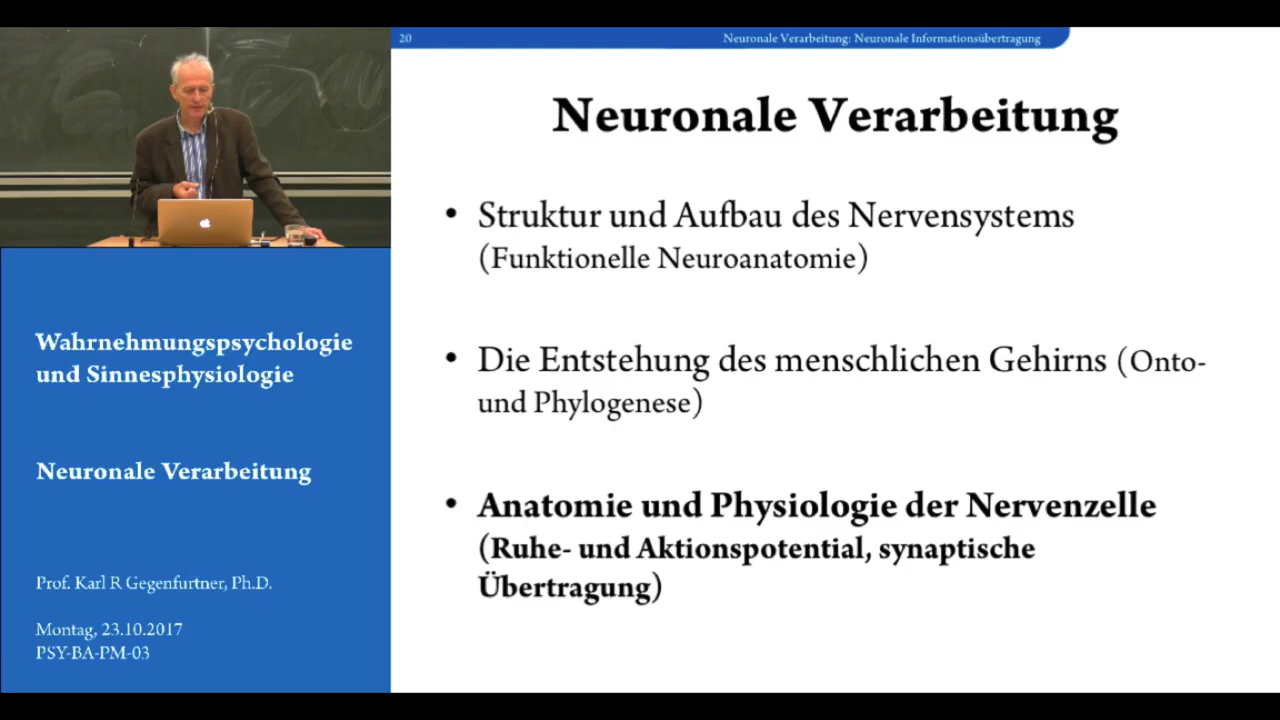 20
Neuronale Verarbeitung: Neuronale Informationsübertragung
Neuronale Verarbeitung
• Struktur und Aufbau des Nervensystems
(Funktionelle Neuroanatomie)
• Die Entstehung des menschlichen Gehirns (Onto-
und Phylogenese)
• Anatomie und Physiologie der Nervenzelle
(Ruhe- und Aktionspotential, synaptische
Übertragung)
Wahrnehmungspsychologie
und Sinnesphysiologie
Neuronale Verarbeitung
Prof. Karl R Gegenfurtner, Ph.D.
Montag, 23.10.2017
PSY-BA-PM-03